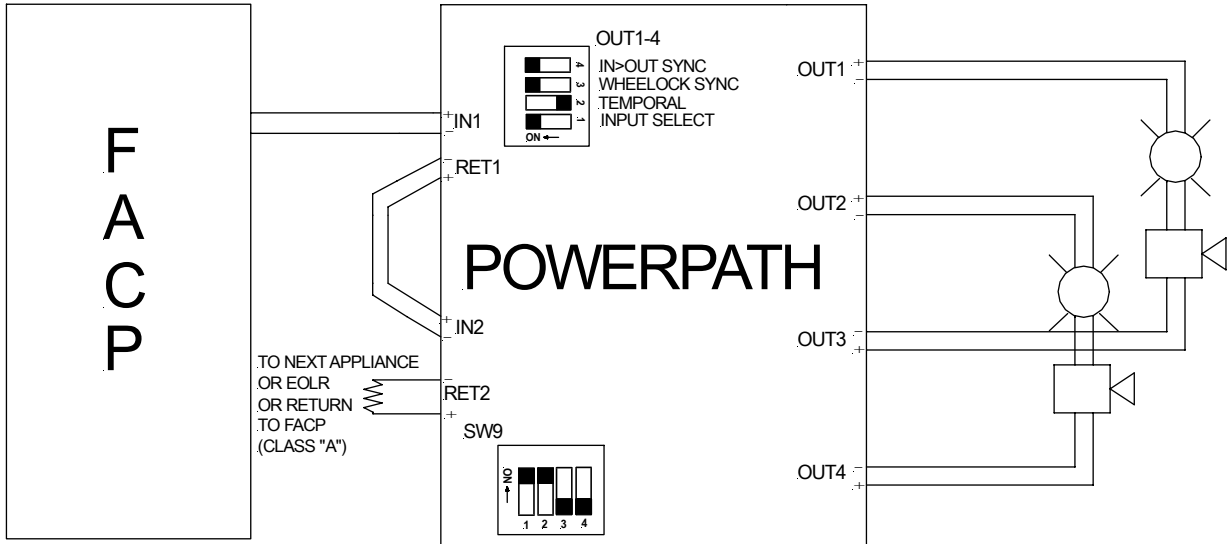 F
A
C
P
OUT1-4
4 IN>OUT SYNC
3 WHEELOCK SYNC
2 TEMPORAL
1 INPUT SELECT
ON
+ IN1
-
- RET1
+
POWERPATH
+ IN2
-
TO NEXT APPLIANCE
OR EOLR
OR RETURN
TO FACP
(CLASS "A")
- RET2
+
SW9
ON
1 2 3 4
OUT1 +
-
OUT2 +
-
OUT3 -
+
OUT4 -
+